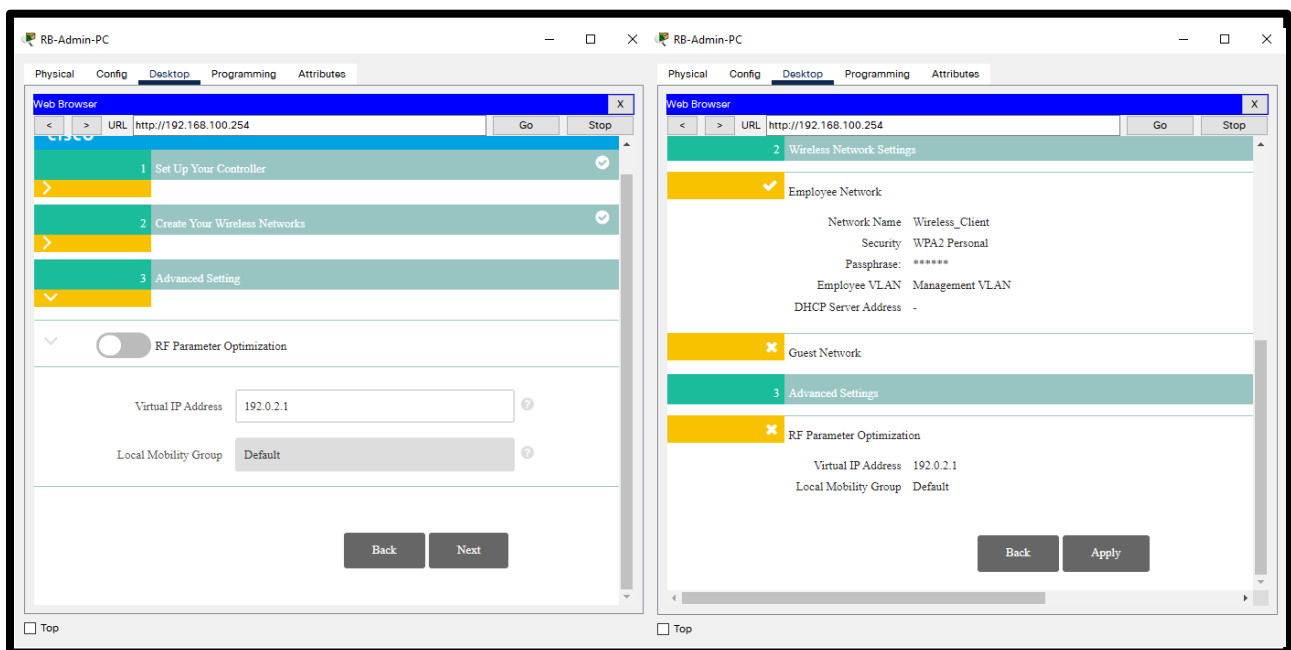 RB-Admin-PC
Physical Config Desktop Programming Attributes
Web Browser X
< > URL http://192.168.100.254 Go Stop
1 Set Up Your Controller
2 Create Your Wireless Networks
3 Advanced Setting
RF Parameter Optimization
Virtual IP Address 192.0.2.1 ?
Local Mobility Group Default ?
Back Next
Top
RB-Admin-PC
Physical Config Desktop Programming Attributes
Web Browser X
< > URL http://192.168.100.254 Go Stop
2 Wireless Network Settings
Employee Network
Network Name Wireless_Client
Security WPA2 Personal
Passphrase: ******
Employee VLAN Management VLAN
DHCP Server Address -
Guest Network
3 Advanced Settings
RF Parameter Optimization
Virtual IP Address 192.0.2.1
Local Mobility Group Default
Back Apply
Top